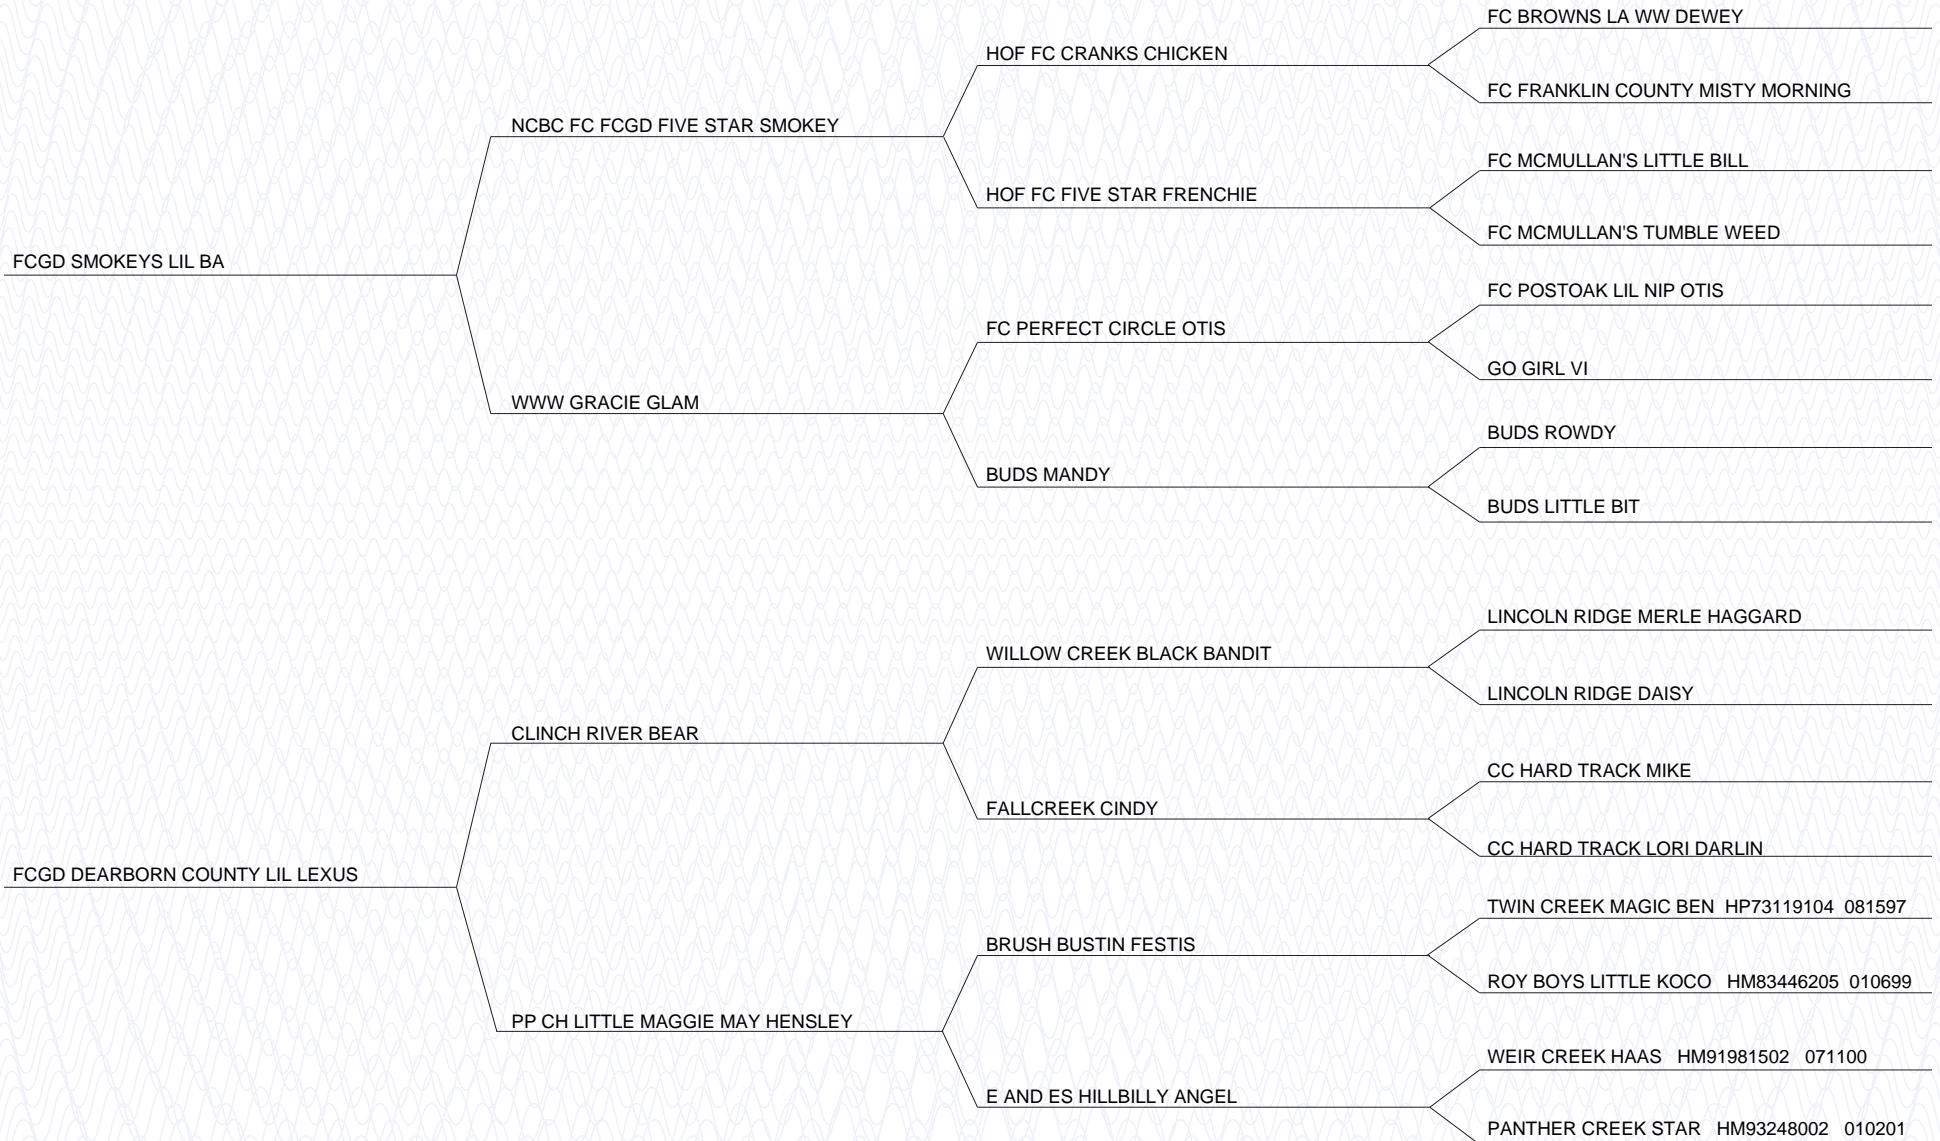 FC BROWNS LA WW DEWEY
HOF FC CRANKS CHICKEN
FC FRANKLIN COUNTY MISTY MORNING
NCBC FC FCGD FIVE STAR SMOKEY
FC MCMULLAN'S LITTLE BILL
HOF FC FIVE STAR FRENCHIE
FC MCMULLAN'S TUMBLE WEED
FCGD SMOKEYS LIL BA
FC POSTOAK LIL NIP OTIS
FC PERFECT CIRCLE OTIS
GO GIRL VI
WWW GRACIE GLAM
BUDS ROWDY
BUDS MANDY
BUDS LITTLE BIT
LINCOLN RIDGE MERLE HAGGARD
WILLOW CREEK BLACK BANDIT
LINCOLN RIDGE DAISY
CLINCH RIVER BEAR
CC HARD TRACK MIKE
FALLCREEK CINDY
CC HARD TRACK LORI DARLIN
FCGD DEARBORN COUNTY LIL LEXUS
TWIN CREEK MAGIC BEN HP73119104 081597
BRUSH BUSTIN FESTIS
ROY BOYS LITTLE KOCO HM83446205 010699
PP CH LITTLE MAGGIE MAY HENSLEY
WEIR CREEK HAAS HM91981502 071100
E AND ES HILLBILLY ANGEL
PANTHER CREEK STAR HM93248002 010201